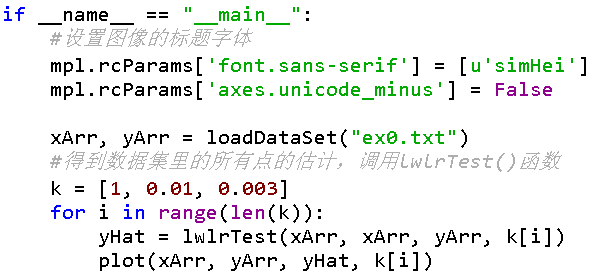 if __name__ == "__main__":
    #设置图像的标题字体
    mpl.rcParams['font.sans-serif'] = [u'simHei']
    mpl.rcParams['axes.unicode_minus'] = False
    xArr, yArr = loadDataSet("ex0.txt")
    #得到数据集里的所有点的估计，调用lwlrTest()函数
    k = [1, 0.01, 0.003]
    for i in range(len(k)):
        yHat = lwlrTest(xArr, xArr, yArr, k[i])
        plot(xArr, yArr, yHat, k[i])